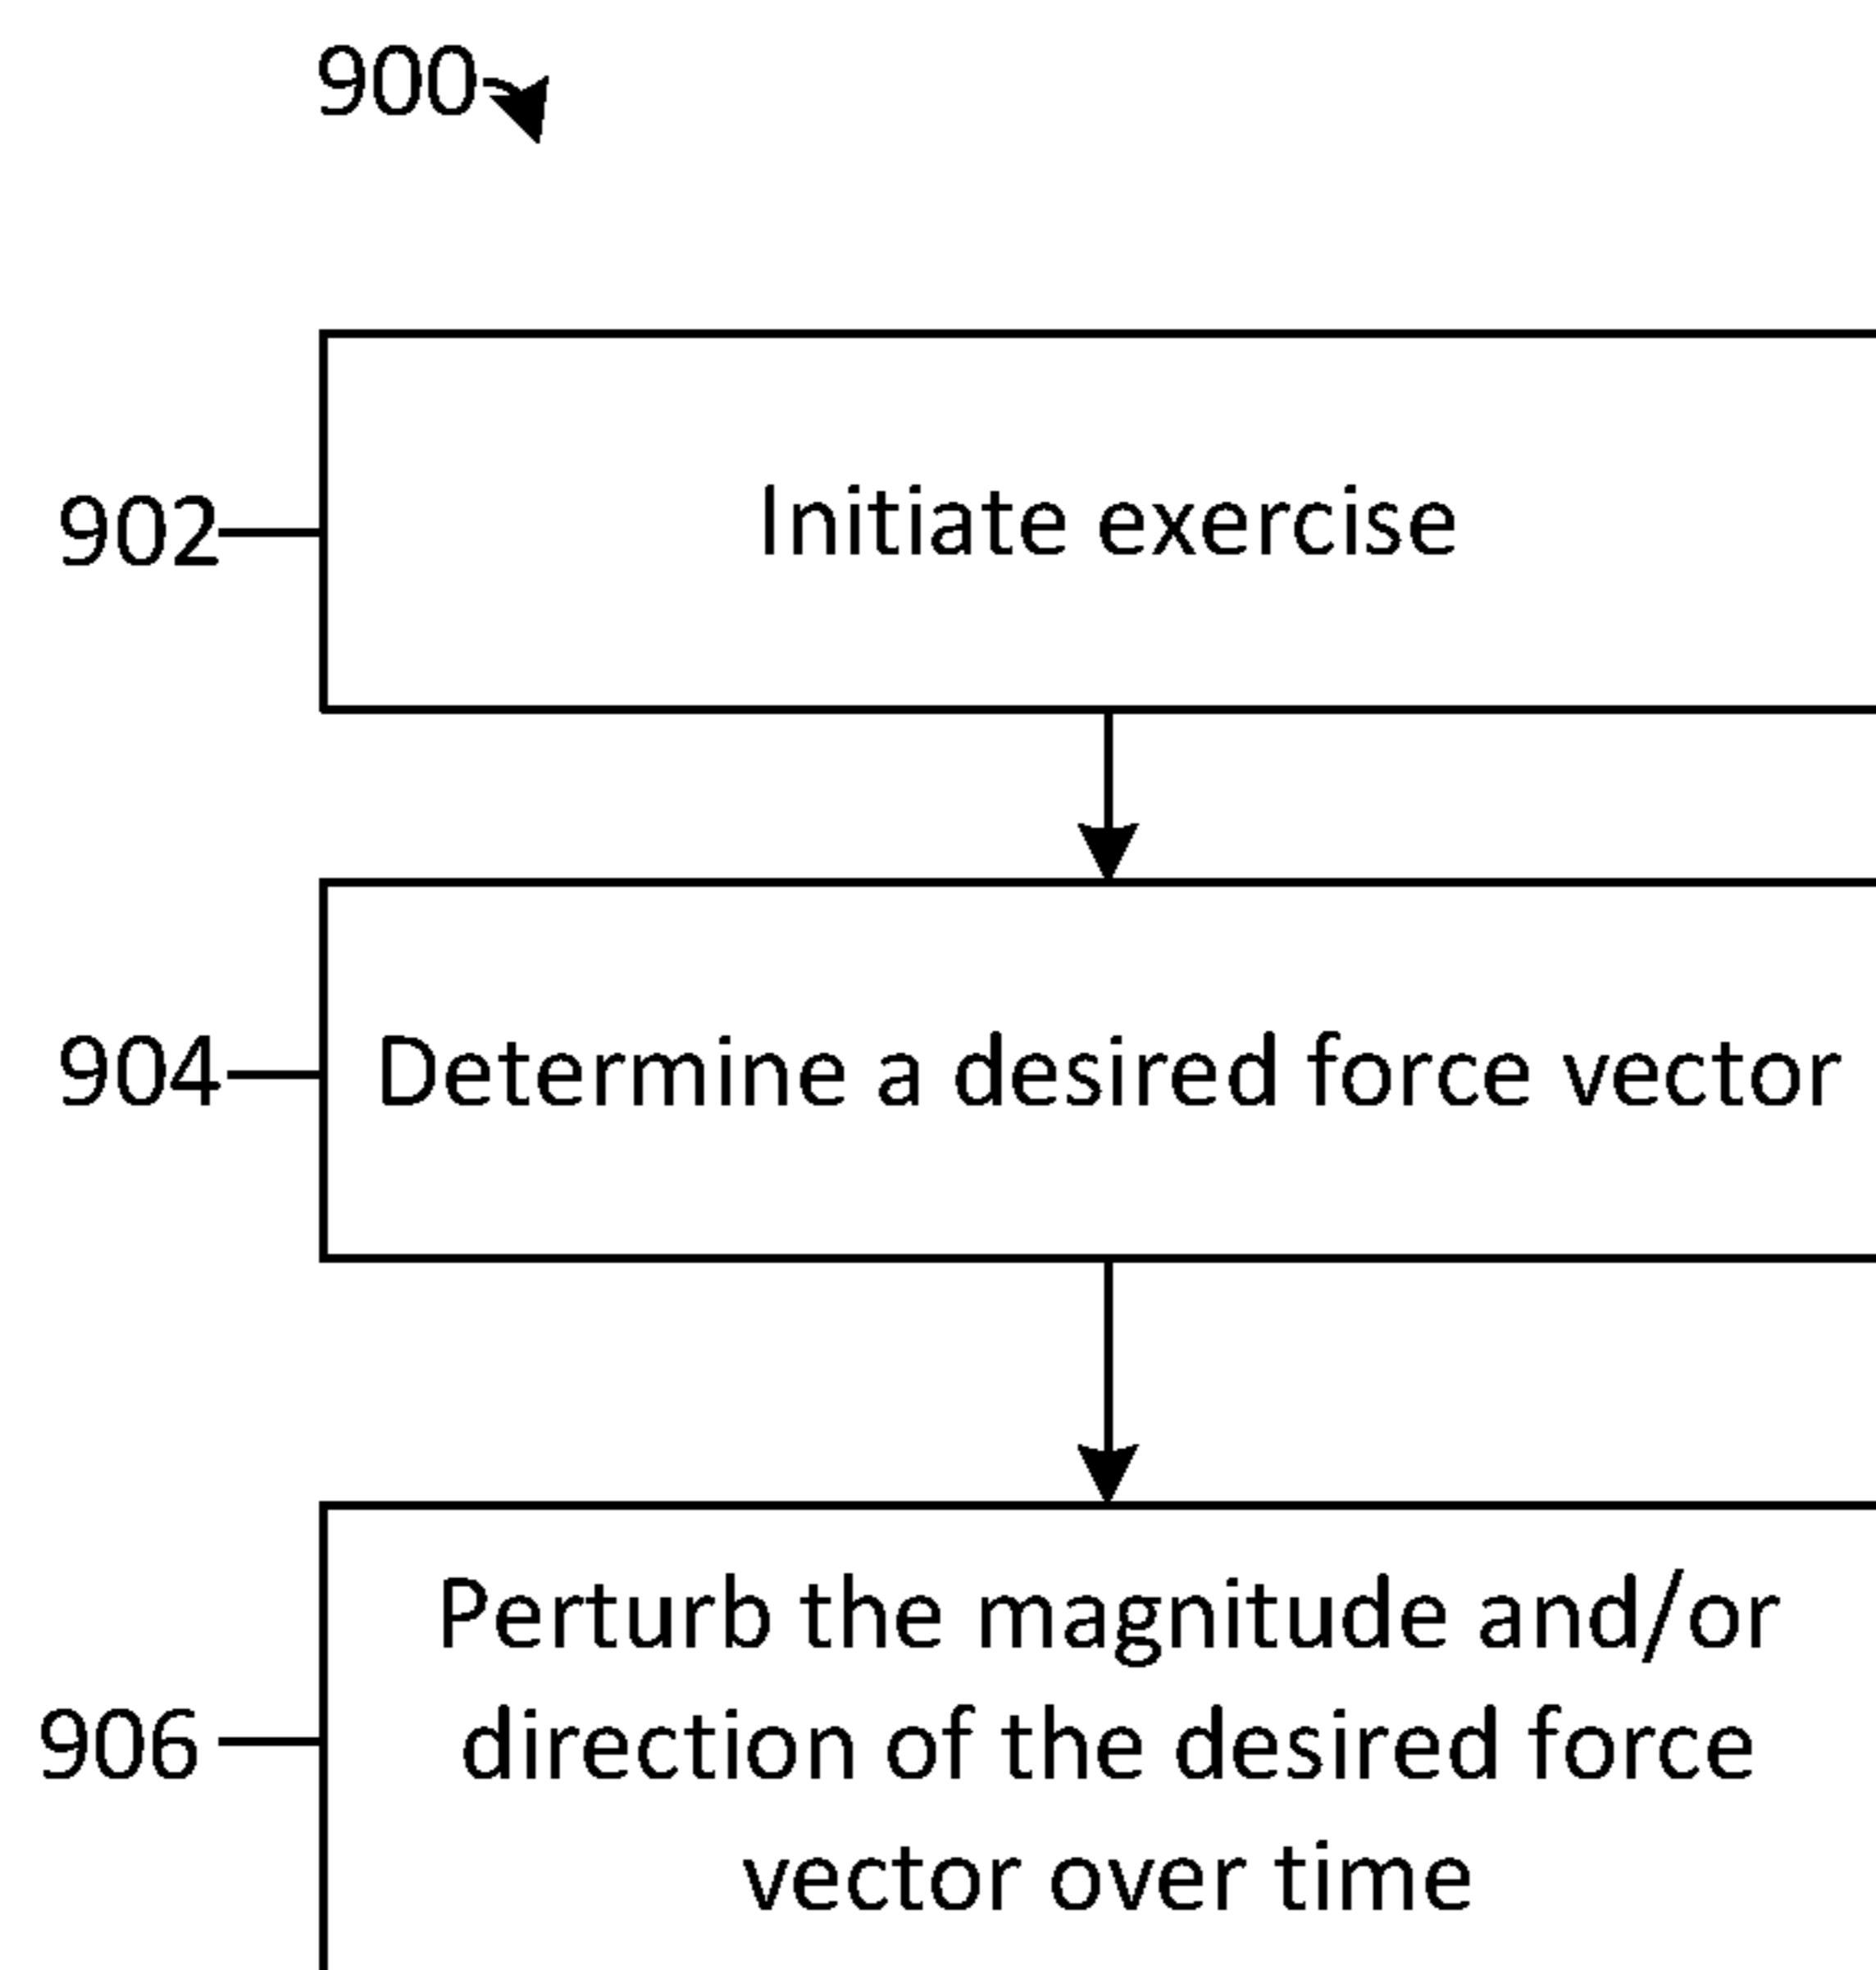 900
902
Initiate exercise
904
Determine a desired force vector
906
Perturb the magnitude and/or
direction of the desired force
vector over time